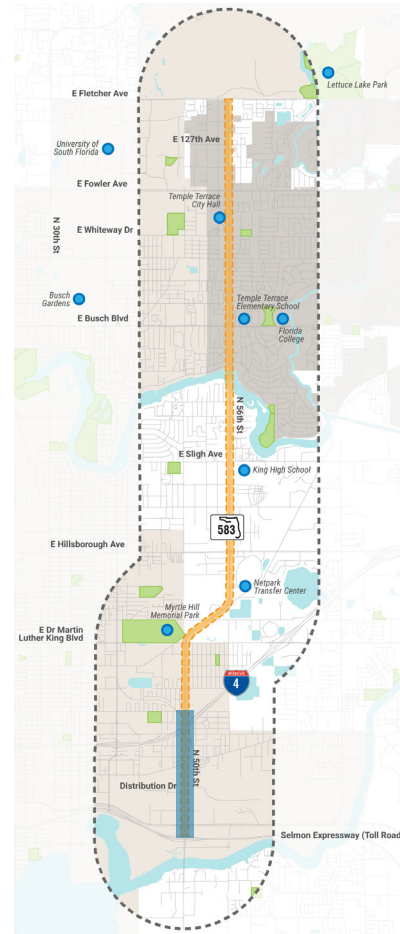 Lettuce Lake Park
E Fletcher Ave
E 127th Ave
University of
South Florida
E Fowler Ave
Temple Terrace
City Hall
N 30th St
E Whiteway Dr
Busch
Gardens
Temple Terrace
Elementary School
E Busch Blvd
Florida
College
N 56th St
E Sligh Ave
King High School
583
E Hillsborough Ave
Netpark
Transfer Center
Myrtle Hill
Memorial Park
E Dr Martin
Luther King Blvd
INTERSTATE
4
N 50th St
Distribution Dr
Selmon Expressway (Toll Road